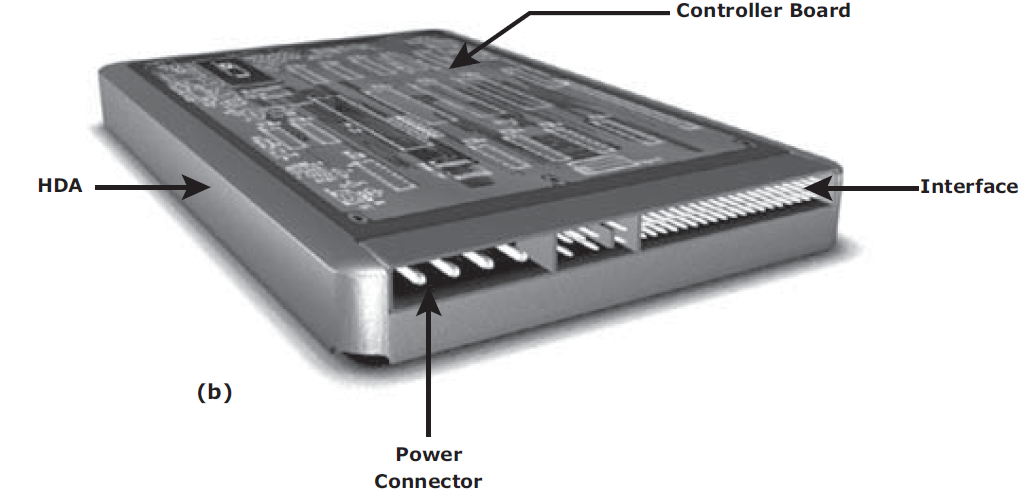 Controller Board
HDA
Interface
(b)
Power
Connector